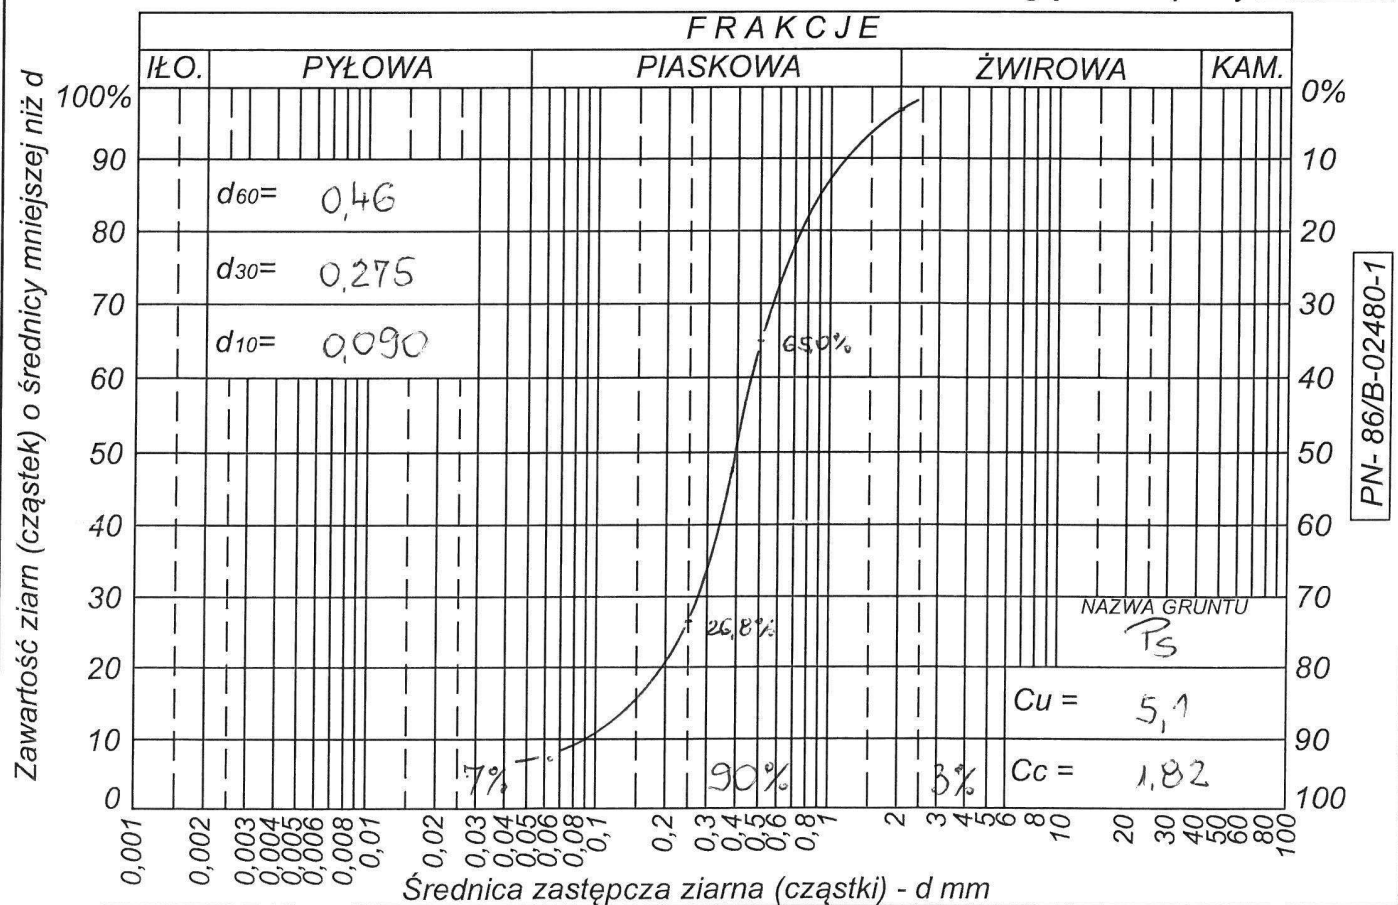 FRAKCJE
IŁO. PYŁOWA PIASKOWA ŻWIROWA KAM.
Zawartość ziarn (cząstek) o średnicy mniejszej niż d
100% 0%
90 10
d60= 0,46
80 20
d30= 0,275
70 30
d10= 0,090
65,0%
60 40
50 50
40 60
30 70
NAZWA GRUNTU
Ps
26,8%
20 80
Cu = 5,1
10 90
7% 90% 3% Cc = 1,82
0 100
0,001 0,002 0,003 0,004 0,005 0,006 0,008 0,01 0,02 0,03 0,04 0,05 0,06 0,08 0,1 0,2 0,3 0,4 0,5 0,6 0,8 1 2 3 4 5 6 8 10 20 30 40 50 60 80 100
Średnica zastępcza ziarna (cząstki) - d mm
PN- 86/B-02480-1